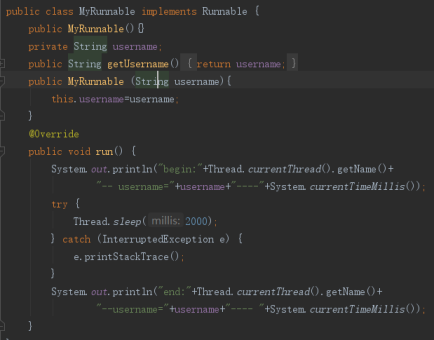 public class MyRunnable implements Runnable {
public MyRunnable(){}
private String username;
public String getUsername() { return username; }
public MyRunnable (String username){
this.username=username;
}
@Override
public void run() {
System.out.println("begin:"+Thread.currentThread().getName()+
"-- username="+username+"----"+System.currentTimeMillis());
try {
Thread.sleep( millis: 2000);
} catch (InterruptedException e) {
e.printStackTrace();
}
System.out.println("end:"+Thread.currentThread().getName()+
"--username="+username+"---- "+System.currentTimeMillis());
}